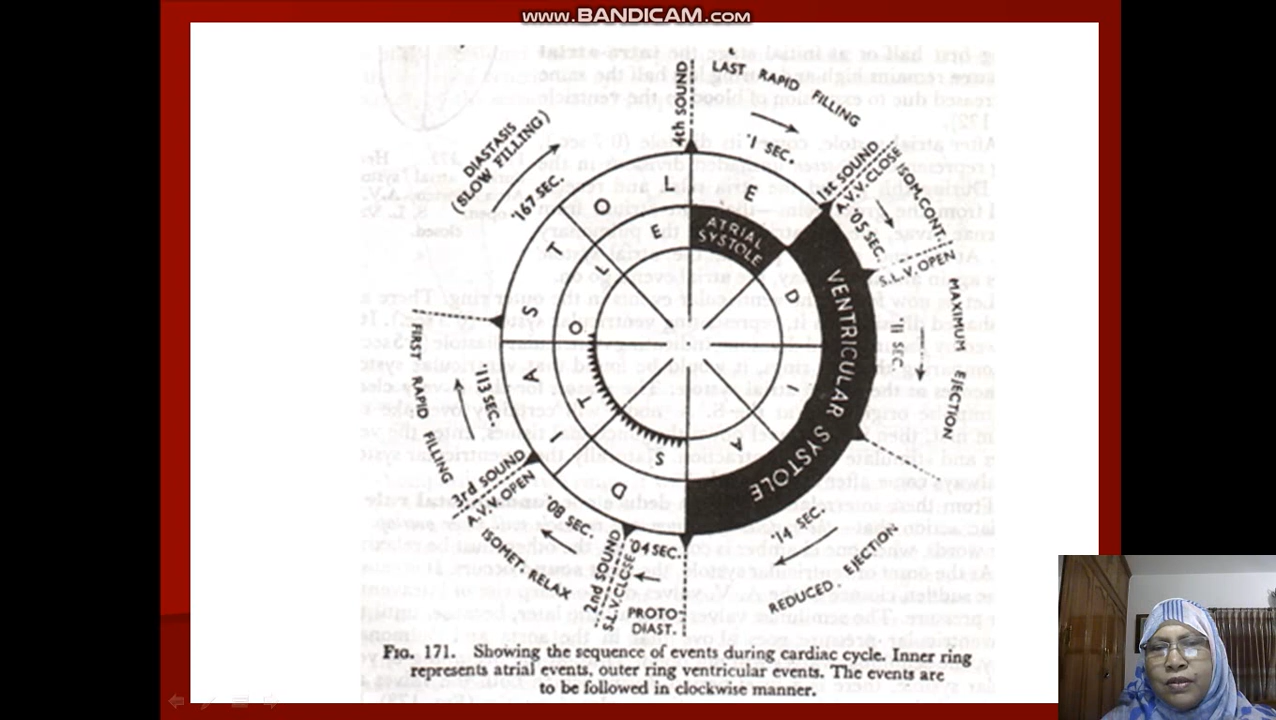 www.BANDICAM.com
LAST RAPID FILLING
'1 SEC.
4th SOUND
1st SOUND
A.V.V. CLOSE
ISOM. CONT.
'05 SEC.
S.L.V. OPEN
MAXIMUM EJECTION
'11 SEC.
'14 SEC.
REDUCED. EJECTION
'04 SEC.
PROTO
DIAST.
2nd SOUND
S.L.V. CLOSE
'08 SEC.
ISOMET. RELAX
3rd SOUND
A.V.V. OPEN
FIRST RAPID FILLING
'113 SEC.
DIASTASIS
(SLOW FILLING)
'167 SEC.
DIASTOLE
VENTRICULAR SYSTOLE
ATRIAL
SYSTOLE
DIASTOLE
FIG. 171. Showing the sequence of events during cardiac cycle. Inner ring
represents atrial events, outer ring ventricular events. The events are
to be followed in clockwise manner.